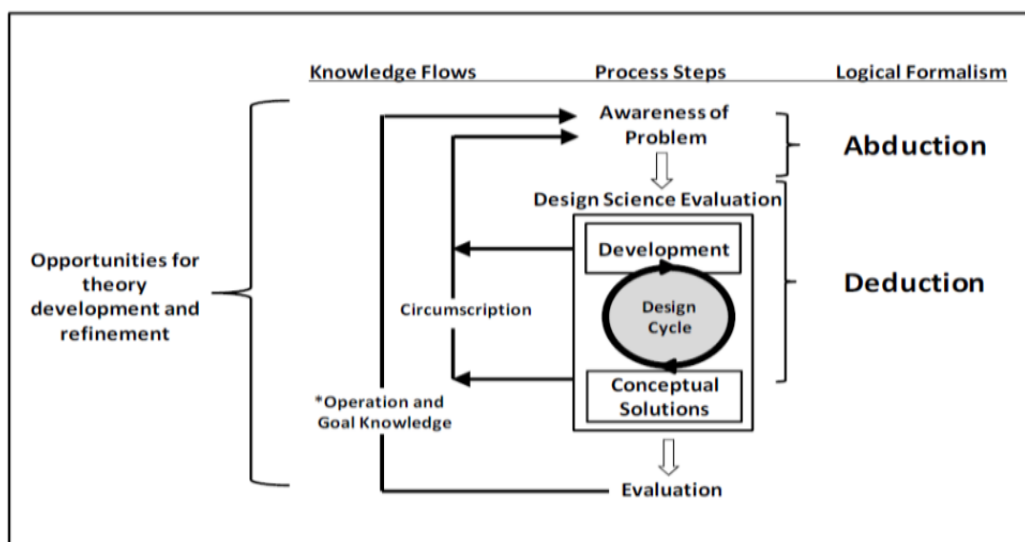 Knowledge Flows
Process Steps
Logical Formalism
Awareness of
Problem
Abduction
Design Science Evaluation
Development
Opportunities for
theory
development and
refinement
Deduction
Circumscription
Design
Cycle
Conceptual
Solutions
*Operation and
Goal Knowledge
Evaluation